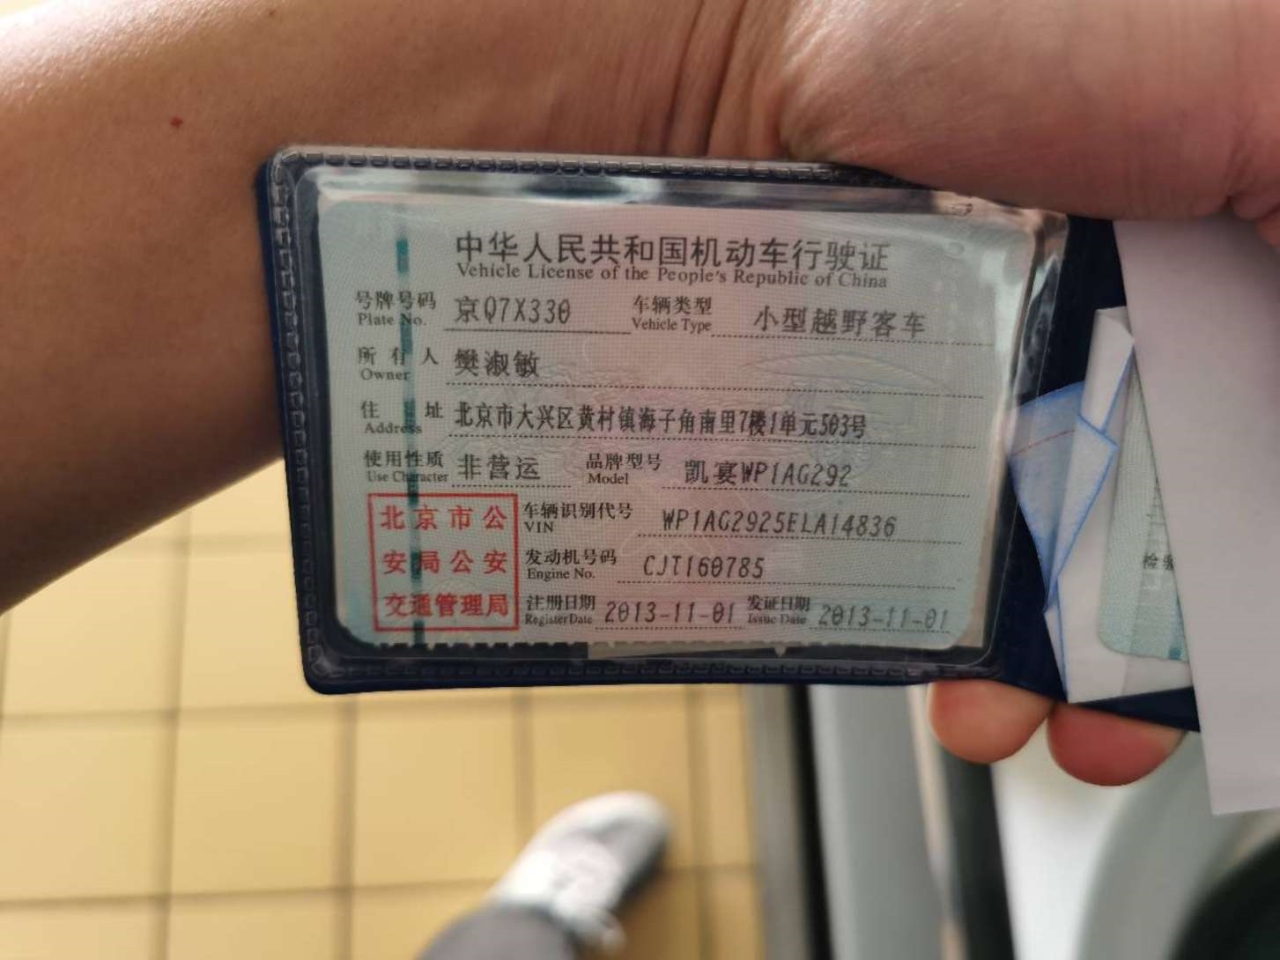 中华人民共和国机动车行驶证
Vehicle License of the People's Republic of China
号牌号码 京Q7X330 车辆类型 小型越野客车
Plate No. Vehicle Type
所有人 樊淑敏
Owner
住址 北京市大兴区黄村镇海子角南里7楼1单元503号
Address
使用性质 非营运 品牌型号 凯宴WP1AG292
Use Character Model
北京市公
安局公安
交通管理局
车辆识别代号 WP1AG2925ELA14836
VIN
发动机号码 CJT160785
Engine No.
注册日期 2013-11-01 发证日期 2013-11-01
Register Date Issue Date
检